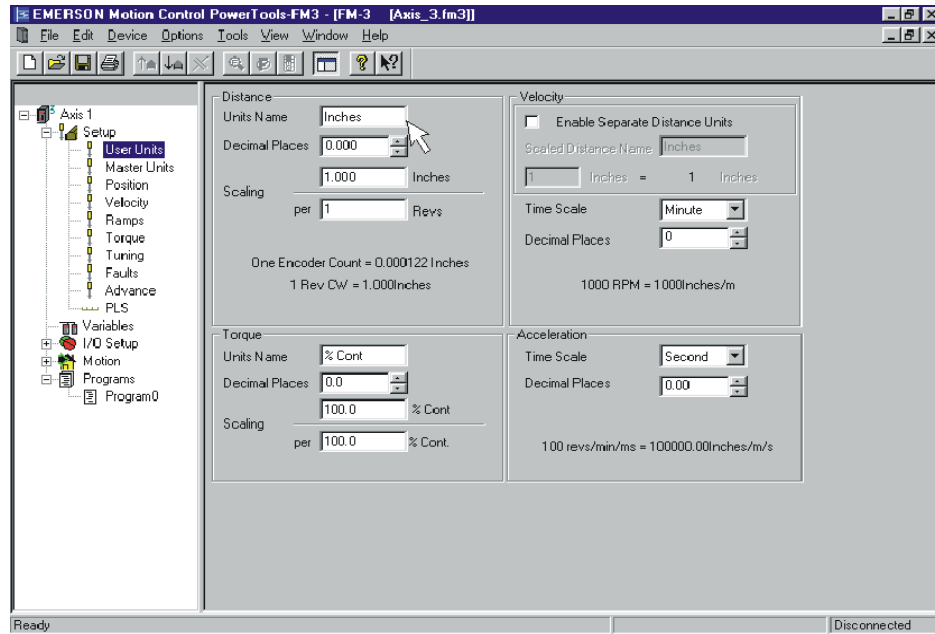 EMERSON Motion Control PowerTools-FM3 - [FM-3 [Axis_3.fm3]]
File Edit Device Options Tools View Window Help
Axis 1
Setup
User Units
Master Units
Position
Velocity
Ramps
Torque
Tuning
Faults
Advance
PLS
Variables
I/O Setup
Motion
Programs
Program0
Distance
Units Name Inches
Decimal Places 0.000
Scaling 1.000 Inches
per 1 Revs
One Encoder Count = 0.000122 Inches
1 Rev CW = 1.000Inches
Velocity
Enable Separate Distance Units
Scaled Distance Name Inches
1 Inches = 1 Inches
Time Scale Minute
Decimal Places 0
1000 RPM = 1000Inches/m
Torque
Units Name % Cont
Decimal Places 0.0
Scaling 100.0 % Cont
per 100.0 % Cont.
Acceleration
Time Scale Second
Decimal Places 0.00
100 revs/min/ms = 100000.00Inches/m/s
Ready Disconnected